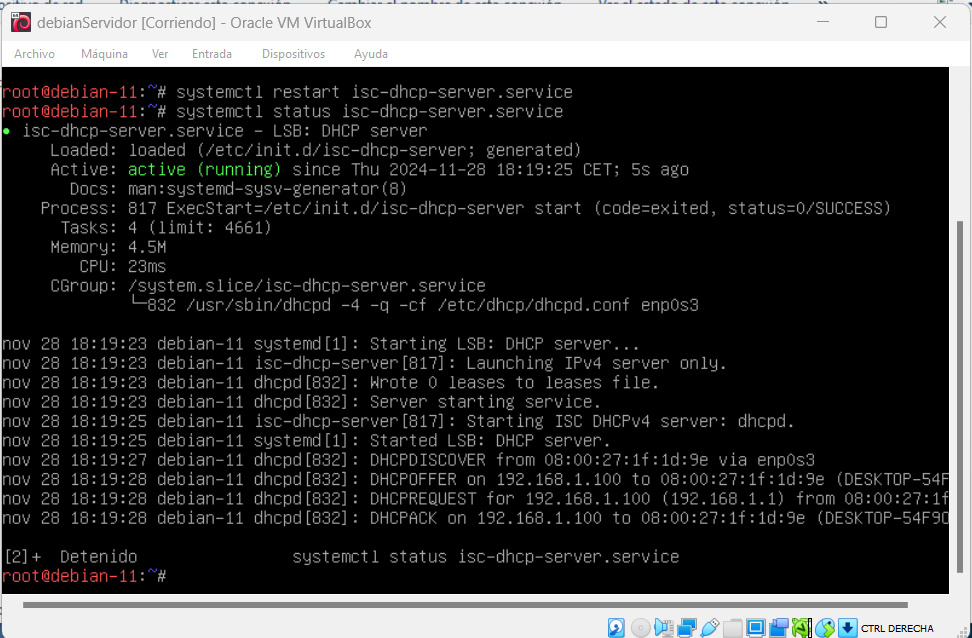 debianServidor [Corriendo] - Oracle VM VirtualBox
Archivo Máquina Ver Entrada Dispositivos Ayuda
root@debian-11:~# systemctl restart isc-dhcp-server.service
root@debian-11:~# systemctl status isc-dhcp-server.service
● isc-dhcp-server.service - LSB: DHCP server
Loaded: loaded (/etc/init.d/isc-dhcp-server; generated)
Active: active (running) since Thu 2024-11-28 18:19:25 CET; 5s ago
Docs: man:systemd-sysv-generator(8)
Process: 817 ExecStart=/etc/init.d/isc-dhcp-server start (code=exited, status=0/SUCCESS)
Tasks: 4 (limit: 4661)
Memory: 4.5M
CPU: 23ms
CGroup: /system.slice/isc-dhcp-server.service
└─832 /usr/sbin/dhcpd -4 -q -cf /etc/dhcp/dhcpd.conf enp0s3
nov 28 18:19:23 debian-11 systemd[1]: Starting LSB: DHCP server...
nov 28 18:19:23 debian-11 isc-dhcp-server[817]: Launching IPv4 server only.
nov 28 18:19:23 debian-11 dhcpd[832]: Wrote 0 leases to leases file.
nov 28 18:19:23 debian-11 dhcpd[832]: Server starting service.
nov 28 18:19:25 debian-11 isc-dhcp-server[817]: Starting ISC DHCPv4 server: dhcpd.
nov 28 18:19:25 debian-11 systemd[1]: Started LSB: DHCP server.
nov 28 18:19:27 debian-11 dhcpd[832]: DHCPDISCOVER from 08:00:27:1f:1d:9e via enp0s3
nov 28 18:19:28 debian-11 dhcpd[832]: DHCPOFFER on 192.168.1.100 to 08:00:27:1f:1d:9e (DESKTOP-54F
nov 28 18:19:28 debian-11 dhcpd[832]: DHCPREQUEST for 192.168.1.100 (192.168.1.1) from 08:00:27:1f
nov 28 18:19:28 debian-11 dhcpd[832]: DHCPACK on 192.168.1.100 to 08:00:27:1f:1d:9e (DESKTOP-54F90
[2]+ Detenido systemctl status isc-dhcp-server.service
root@debian-11:~#
CTRL DERECHA